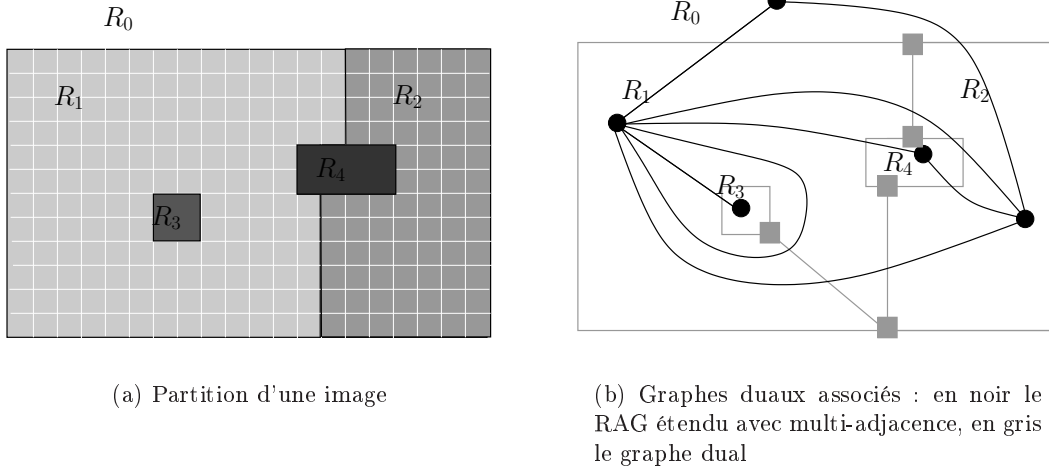 R0
R1
R2
R4
R3
(a) Partition d'une image
R0
R1
R2
R4
R3
(b) Graphes duaux associés : en noir le
RAG étendu avec multi-adjacence, en gris
le graphe dual